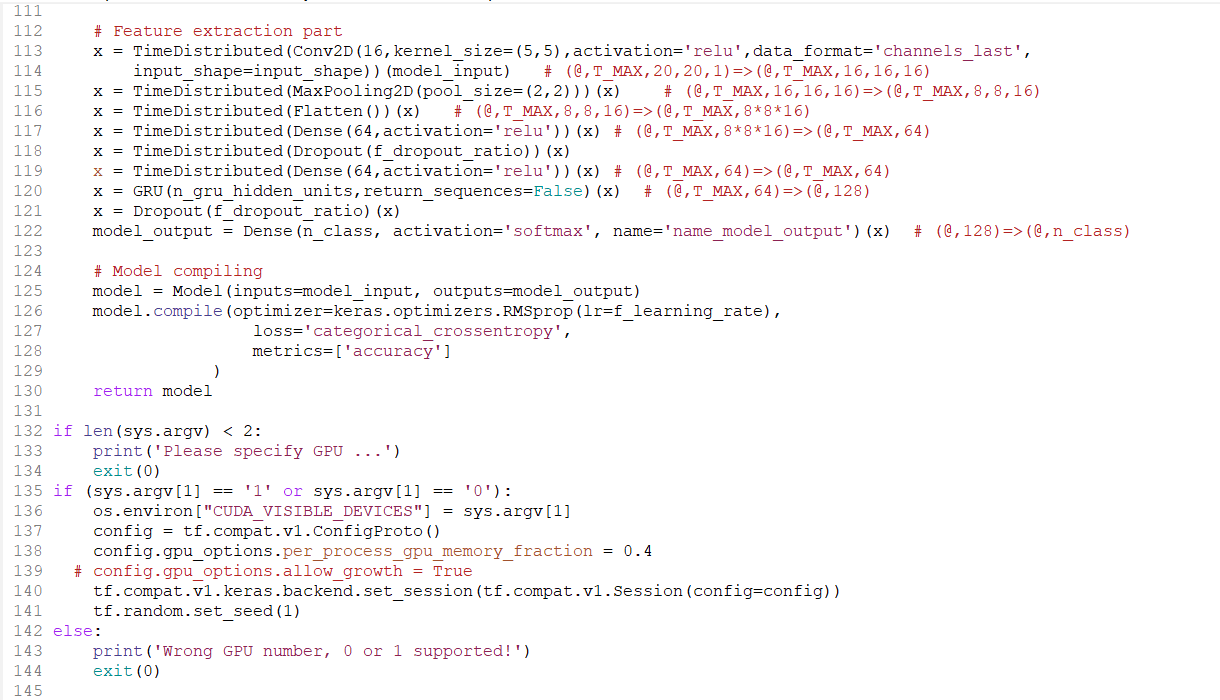 111
112     # Feature extraction part
113     x = TimeDistributed(Conv2D(16,kernel_size=(5,5),activation='relu',data_format='channels_last',
114         input_shape=input_shape))(model_input)   # (@,T_MAX,20,20,1)=>(@,T_MAX,16,16,16)
115     x = TimeDistributed(MaxPooling2D(pool_size=(2,2)))(x)    # (@,T_MAX,16,16,16)=>(@,T_MAX,8,8,16)
116     x = TimeDistributed(Flatten())(x)   # (@,T_MAX,8,8,16)=>(@,T_MAX,8*8*16)
117     x = TimeDistributed(Dense(64,activation='relu'))(x) # (@,T_MAX,8*8*16)=>(@,T_MAX,64)
118     x = TimeDistributed(Dropout(f_dropout_ratio))(x)
119     x = TimeDistributed(Dense(64,activation='relu'))(x) # (@,T_MAX,64)=>(@,T_MAX,64)
120     x = GRU(n_gru_hidden_units,return_sequences=False)(x)  # (@,T_MAX,64)=>(@,128)
121     x = Dropout(f_dropout_ratio)(x)
122     model_output = Dense(n_class, activation='softmax', name='name_model_output')(x)  # (@,128)=>(@,n_class)
123
124     # Model compiling
125     model = Model(inputs=model_input, outputs=model_output)
126     model.compile(optimizer=keras.optimizers.RMSprop(lr=f_learning_rate),
127                     loss='categorical_crossentropy',
128                     metrics=['accuracy']
129                 )
130     return model
131
132 if len(sys.argv) < 2:
133     print('Please specify GPU ...')
134     exit(0)
135 if (sys.argv[1] == '1' or sys.argv[1] == '0'):
136     os.environ["CUDA_VISIBLE_DEVICES"] = sys.argv[1]
137     config = tf.compat.v1.ConfigProto()
138     config.gpu_options.per_process_gpu_memory_fraction = 0.4
139   # config.gpu_options.allow_growth = True
140     tf.compat.v1.keras.backend.set_session(tf.compat.v1.Session(config=config))
141     tf.random.set_seed(1)
142 else:
143     print('Wrong GPU number, 0 or 1 supported!')
144     exit(0)
145